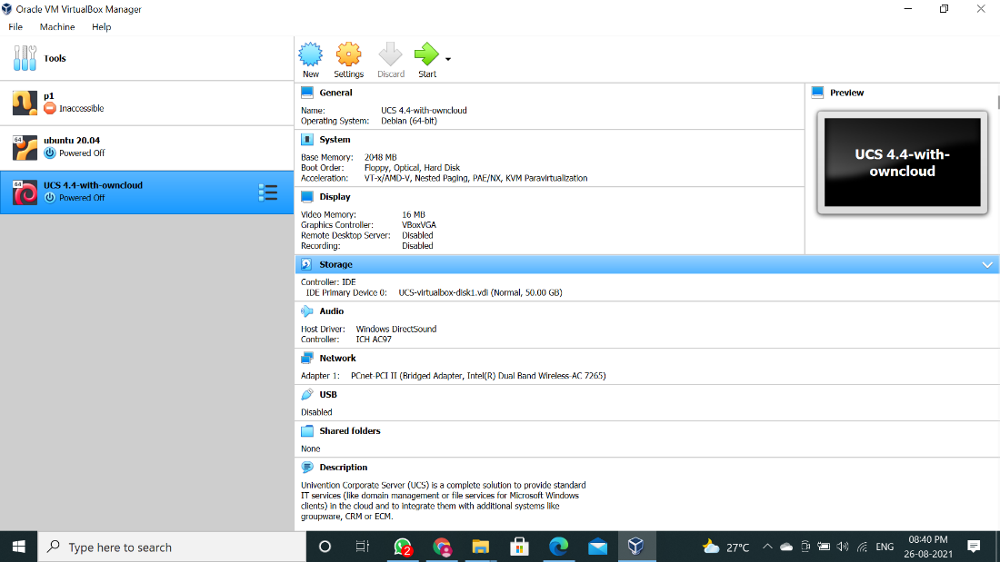 Oracle VM VirtualBox Manager
File Machine Help
Tools
New Settings Discard Start
p1
Inaccessible
64
ubuntu 20.04
Powered Off
64
UCS 4.4-with-owncloud
Powered Off
General
Name: UCS 4.4-with-owncloud
Operating System: Debian (64-bit)
System
Base Memory: 2048 MB
Boot Order: Floppy, Optical, Hard Disk
Acceleration: VT-x/AMD-V, Nested Paging, PAE/NX, KVM Paravirtualization
Display
Video Memory: 16 MB
Graphics Controller: VBoxVGA
Remote Desktop Server: Disabled
Recording: Disabled
Preview
UCS 4.4-with-
owncloud
Storage
Controller: IDE
IDE Primary Device 0: UCS-virtualbox-disk1.vdi (Normal, 50.00 GB)
Audio
Host Driver: Windows DirectSound
Controller: ICH AC97
Network
Adapter 1: PCnet-PCI II (Bridged Adapter, Intel(R) Dual Band Wireless-AC 7265)
USB
Disabled
Shared folders
None
Description
Univention Corporate Server (UCS) is a complete solution to provide standard
IT services (like domain management or file services for Microsoft Windows
clients) in the cloud and to integrate them with additional systems like
groupware, CRM or ECM.
Type here to search
2
27°C
ENG
08:40 PM
26-08-2021